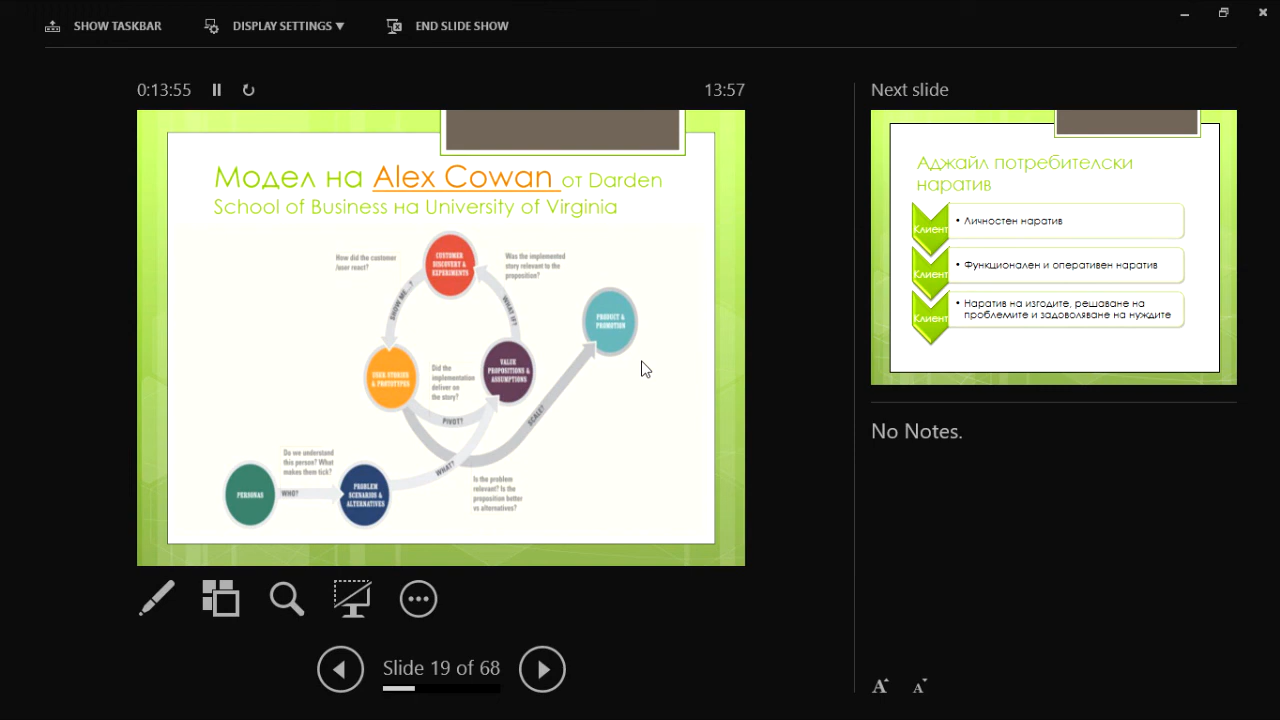 SHOW TASKBAR
DISPLAY SETTINGS
END SLIDE SHOW
0:13:55
13:57
Модел на Alex Cowan от Darden
School of Business на University of Virginia
How did the customer
/user react?
CUSTOMER
DISCOVERY &
EXPERIMENTS
Was the implemented
story relevant to the
proposition?
SHOW ME..?
WHAT IF?
PRODUCT &
PROMOTION
USER STORIES
& PROTOTYPES
Did the
implementation
deliver on
the story?
VALUE
PROPOSITIONS &
ASSUMPTIONS
PIVOT?
SCALE?
Do we understand
this person? What
makes them tick?
WHAT?
PERSONAS
WHO?
PROBLEM
SCENARIOS &
ALTERNATIVES
Is the problem
relevant? Is the
proposition better
vs alternatives?
Slide 19 of 68
Next slide
Аджайл потребителски
наратив
Клиент
• Личностен наратив
Клиент
• Функционален и оперативен наратив
Клиент
• Наратив на изгодите, решаване на
проблемите и задоволяване на нуждите
No Notes.
A A